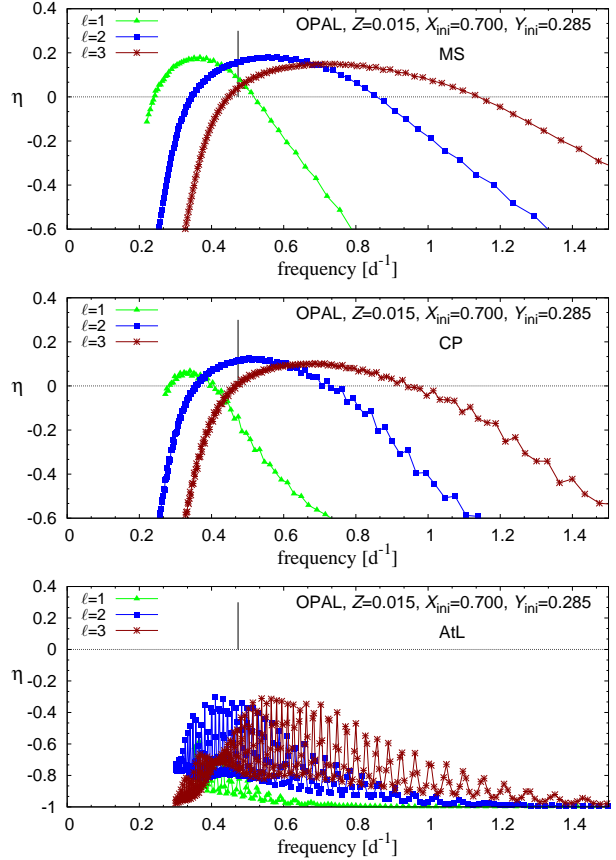 OPAL, Z=0.015, Xini=0.700, Yini=0.285
MS
ℓ=1
ℓ=2
ℓ=3
η
0.4
0.2
0
-0.2
-0.4
-0.6
0 0.2 0.4 0.6 0.8 1 1.2 1.4
frequency [d⁻¹]
OPAL, Z=0.015, Xini=0.700, Yini=0.285
CP
ℓ=1
ℓ=2
ℓ=3
η
0.4
0.2
0
-0.2
-0.4
-0.6
0 0.2 0.4 0.6 0.8 1 1.2 1.4
frequency [d⁻¹]
OPAL, Z=0.015, Xini=0.700, Yini=0.285
AtL
ℓ=1
ℓ=2
ℓ=3
η
0.4
0.2
0
-0.2
-0.4
-0.6
-0.8
-1
0 0.2 0.4 0.6 0.8 1 1.2 1.4
frequency [d⁻¹]